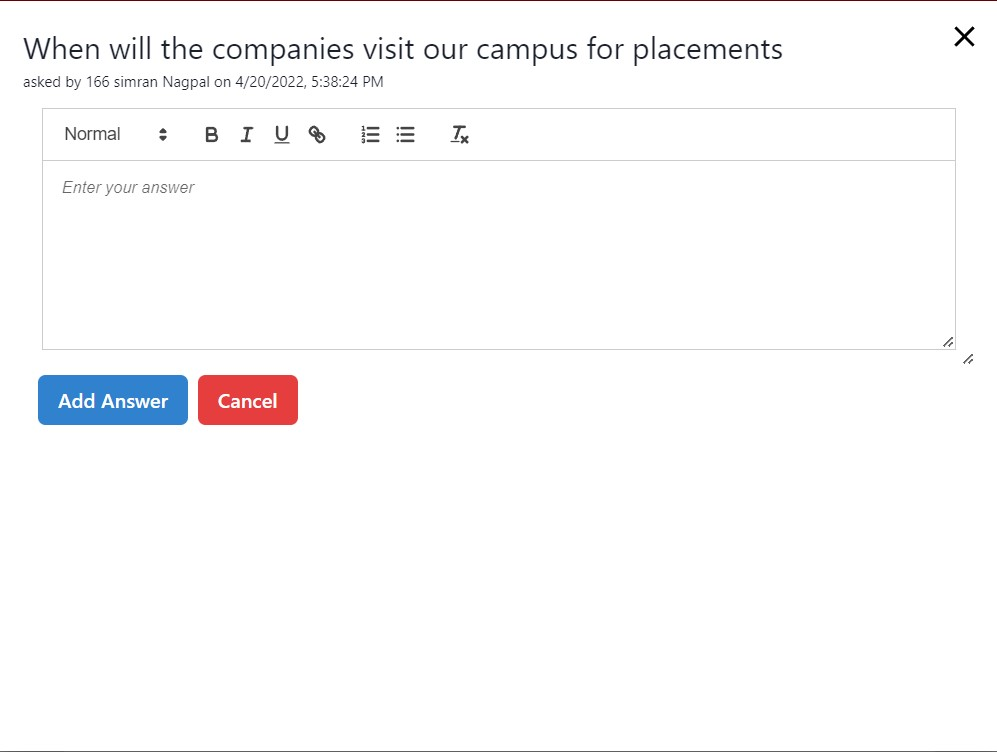 When will the companies visit our campus for placements
asked by 166 simran Nagpal on 4/20/2022, 5:38:24 PM
Normal B I U
Enter your answer
Add Answer Cancel